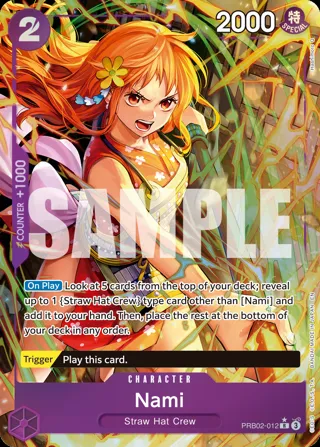 2
2000
特
SPECIAL
COUNTER +1000
SAMPLE
On Play Look at 5 cards from the top of your deck; reveal
up to 1 {Straw Hat Crew} type card other than [Nami] and
add it to your hand. Then, place the rest at the bottom of
your deck in any order.
Trigger Play this card.
CHARACTER
Nami
Straw Hat Crew
PRB02-012 R 3